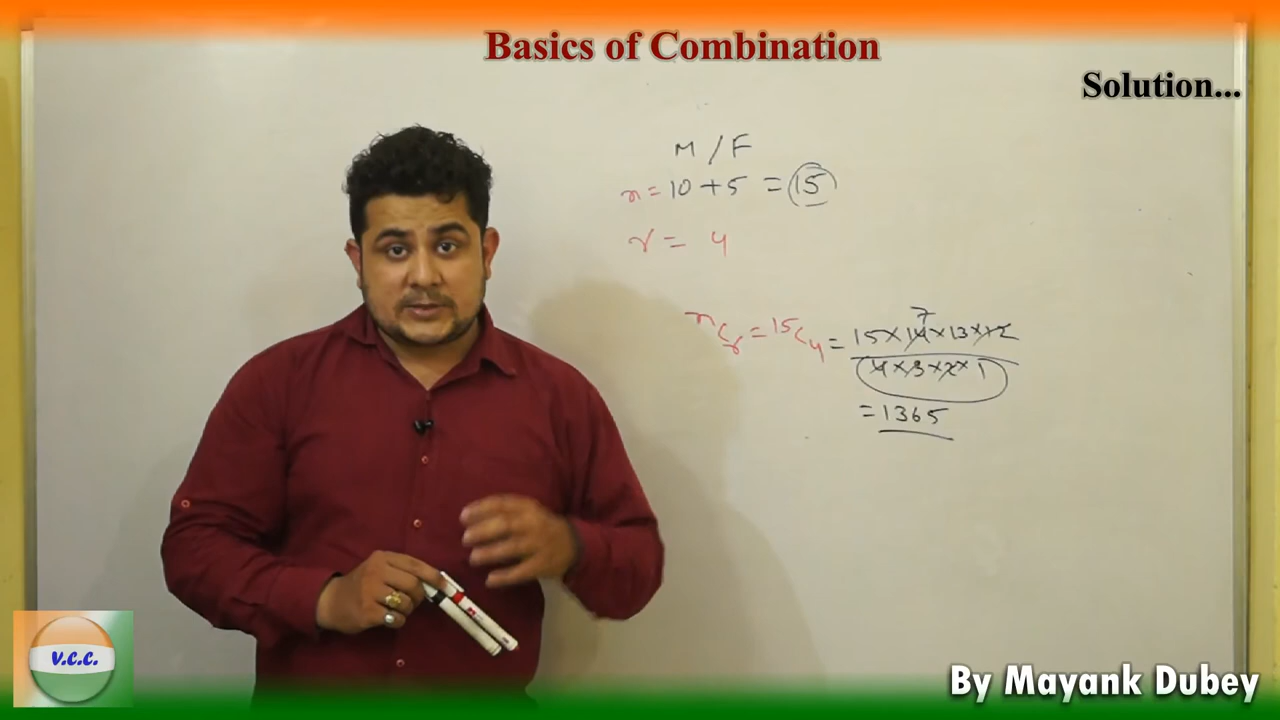 Basics of Combination
Solution...
M / F
n = 10 + 5 = 15
r = 4
7
nCr = 15C4 = 15 × 14 × 13 × 12
4 × 3 × 2 × 1
= 1365
V.C.C.
By Mayank Dubey